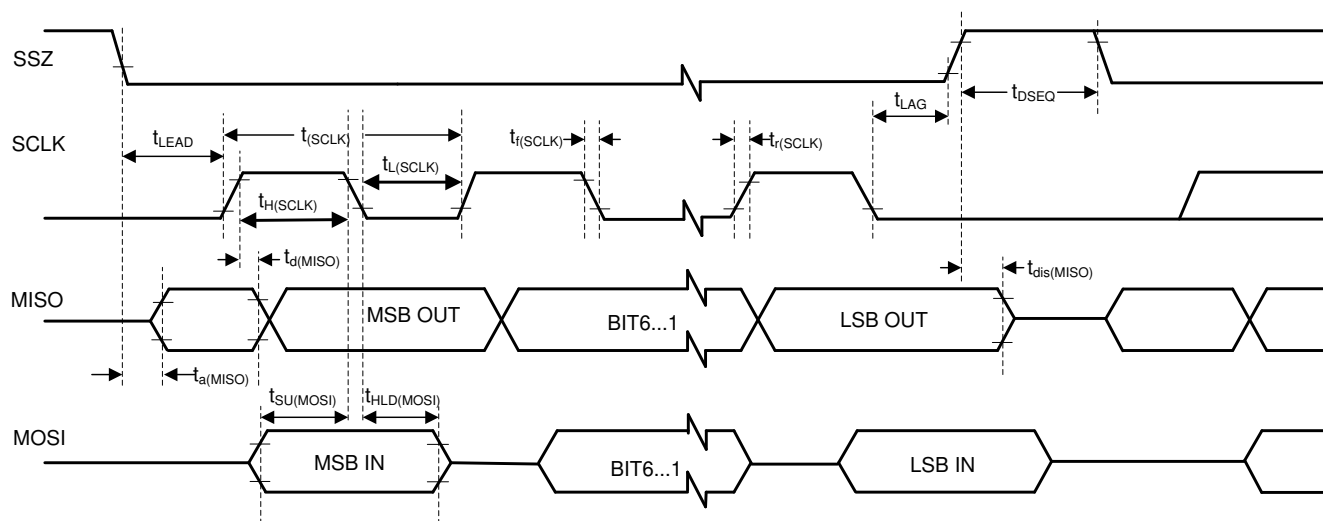 SSZ
tLAG
tDSEQ
SCLK
tLEAD
t(SCLK)
tf(SCLK)
tr(SCLK)
tL(SCLK)
tH(SCLK)
td(MISO)
tdis(MISO)
MISO
MSB OUT
BIT6...1
LSB OUT
ta(MISO)
tSU(MOSI)
tHLD(MOSI)
MOSI
MSB IN
BIT6...1
LSB IN